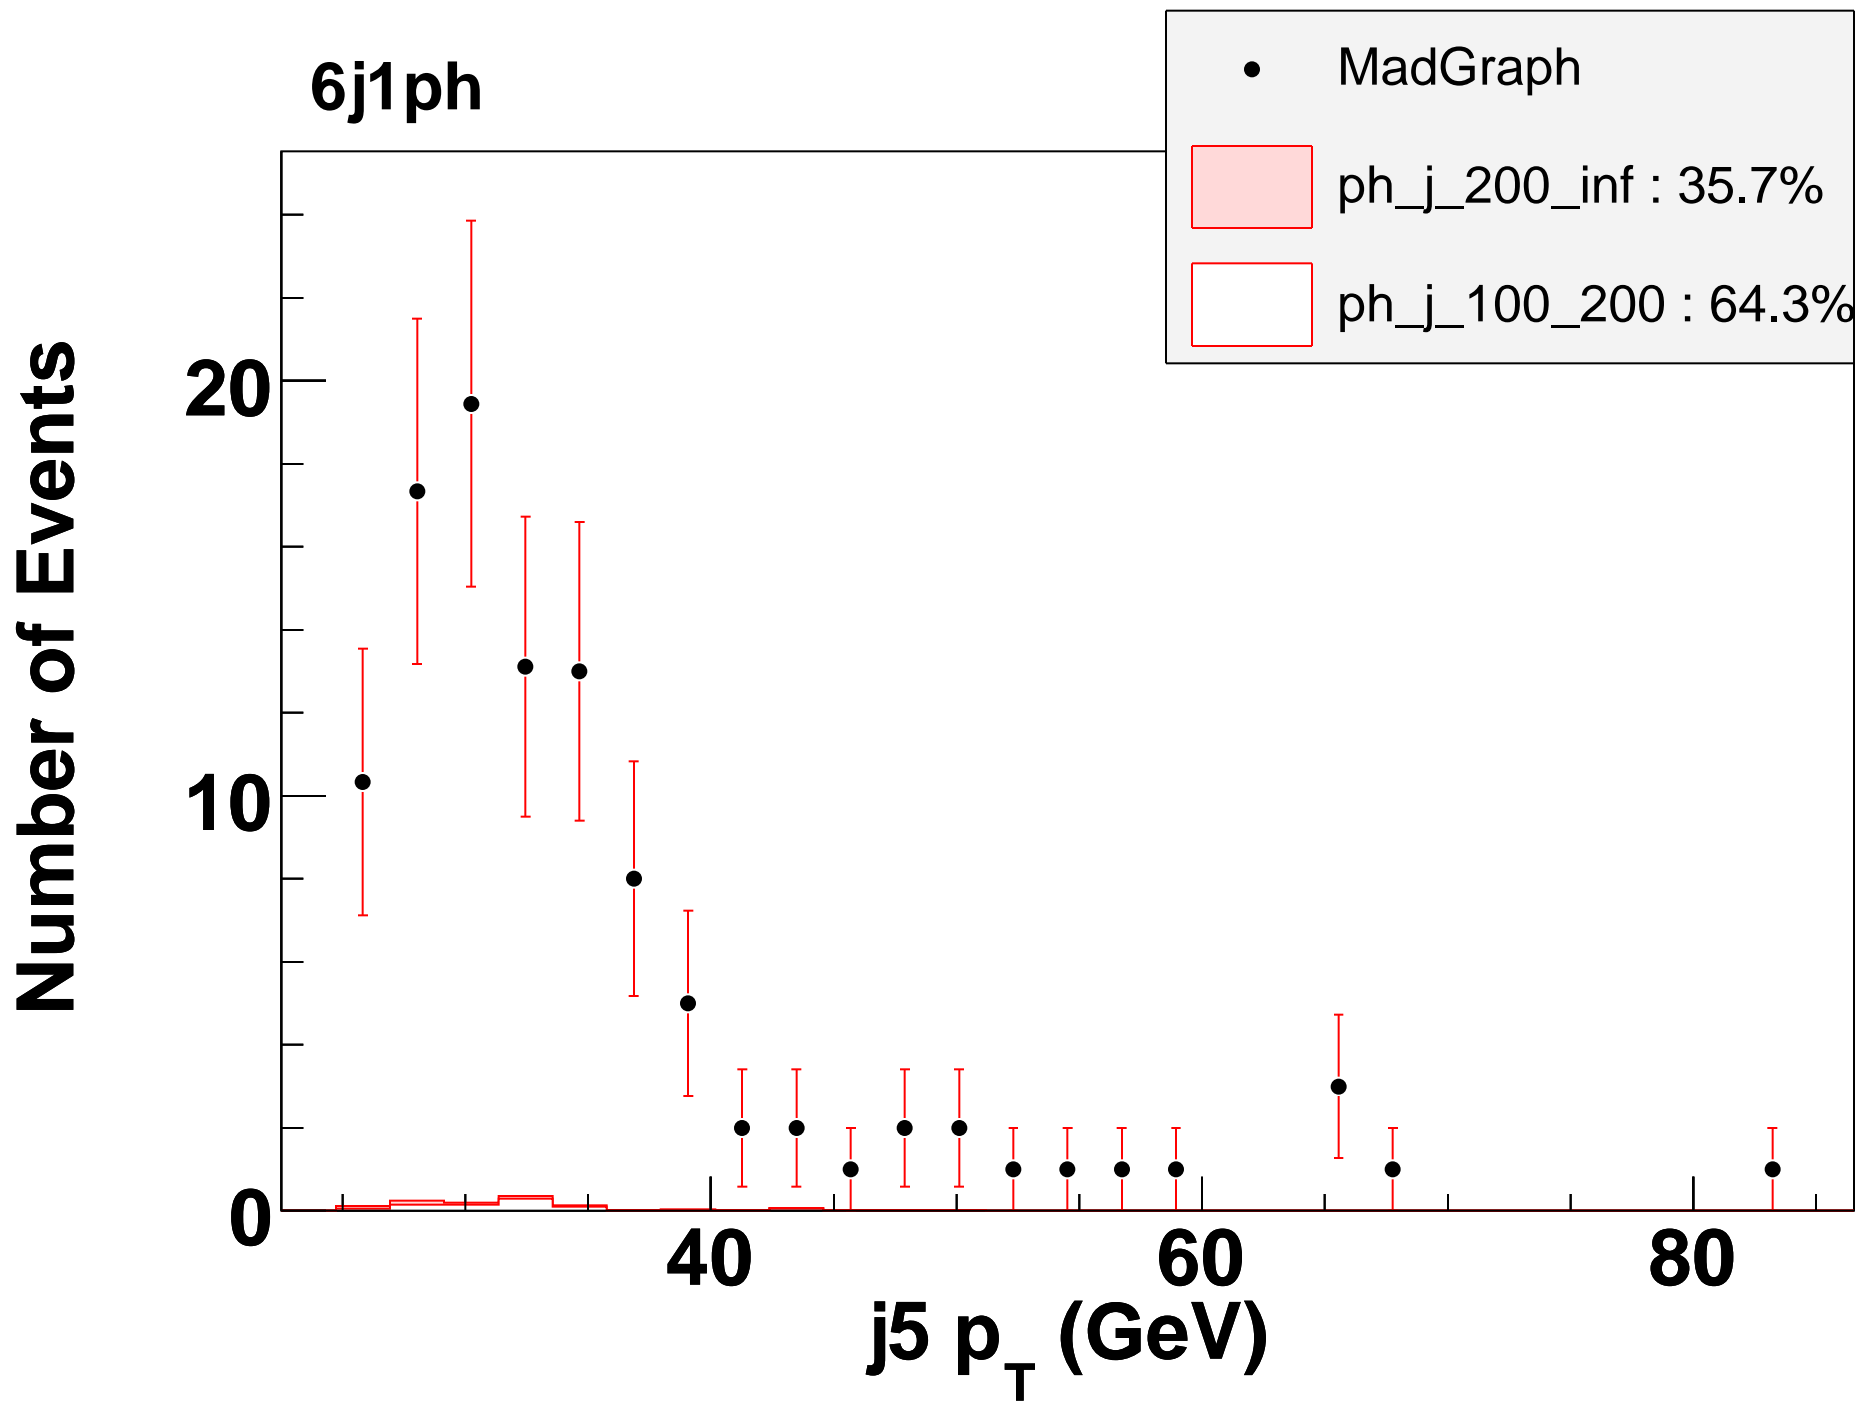 6j1ph
MadGraph
ph_j_200_inf : 35.7%
ph_j_100_200 : 64.3%
Number of Events
20
10
0
40 60 80
j5 p_T (GeV)